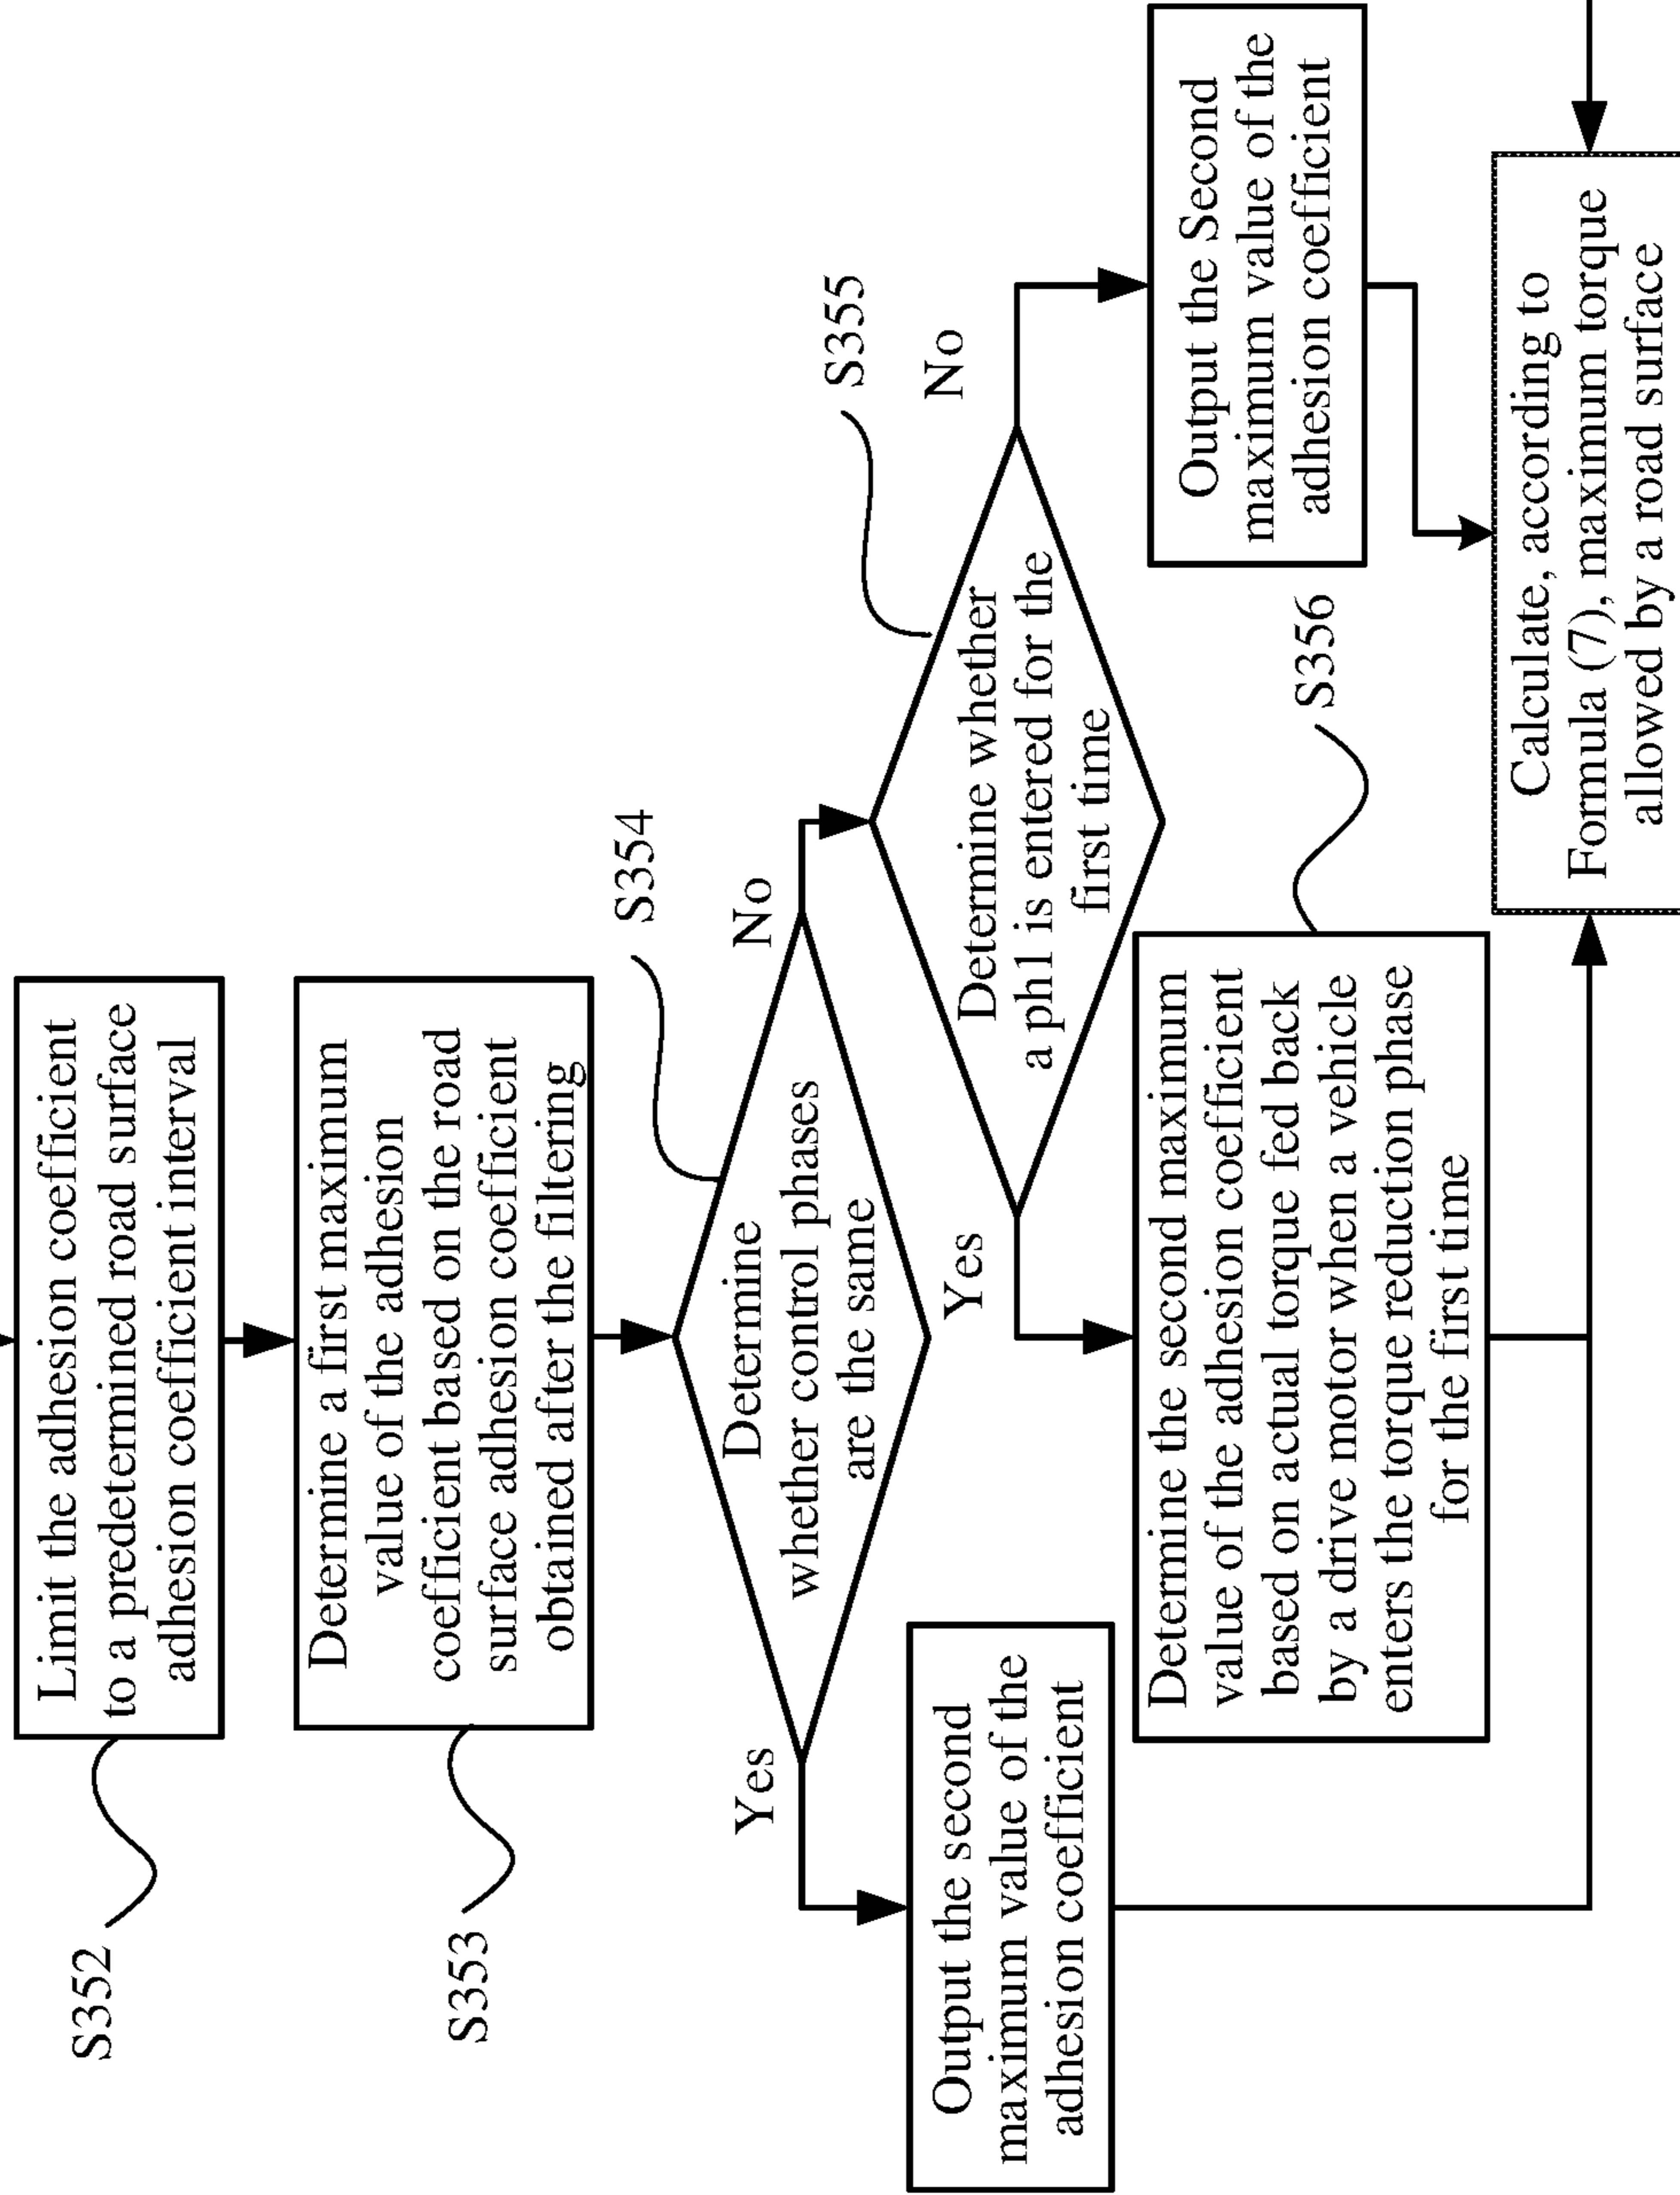 S352
Limit the adhesion coefficient
to a predetermined road surface
adhesion coefficient interval
S353
Determine a first maximum
value of the adhesion
coefficient based on the road
surface adhesion coefficient
obtained after the filtering
S354
Determine
whether control phases
are the same
Yes
No
Output the second
maximum value of the
adhesion coefficient
S355
Determine whether
a ph1 is entered for the
first time
Yes
No
S356
Determine the second maximum
value of the adhesion coefficient
based on actual torque fed back
by a drive motor when a vehicle
enters the torque reduction phase
for the first time
Output the Second
maximum value of the
adhesion coefficient
Calculate, according to
Formula (7), maximum torque
allowed by a road surface